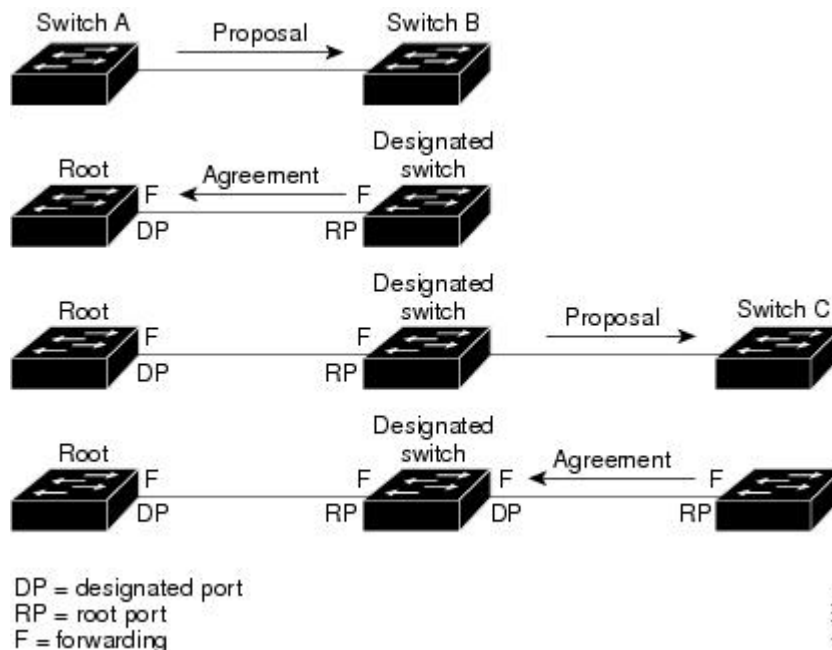 Switch A
Proposal
Switch B
Root
F
Agreement
F
Designated
switch
DP
RP
Root
F
F
Designated
switch
Proposal
Switch C
DP
RP
Root
F
F
Designated
switch
F
Agreement
F
DP
RP
DP
RP
DP = designated port
RP = root port
F = forwarding